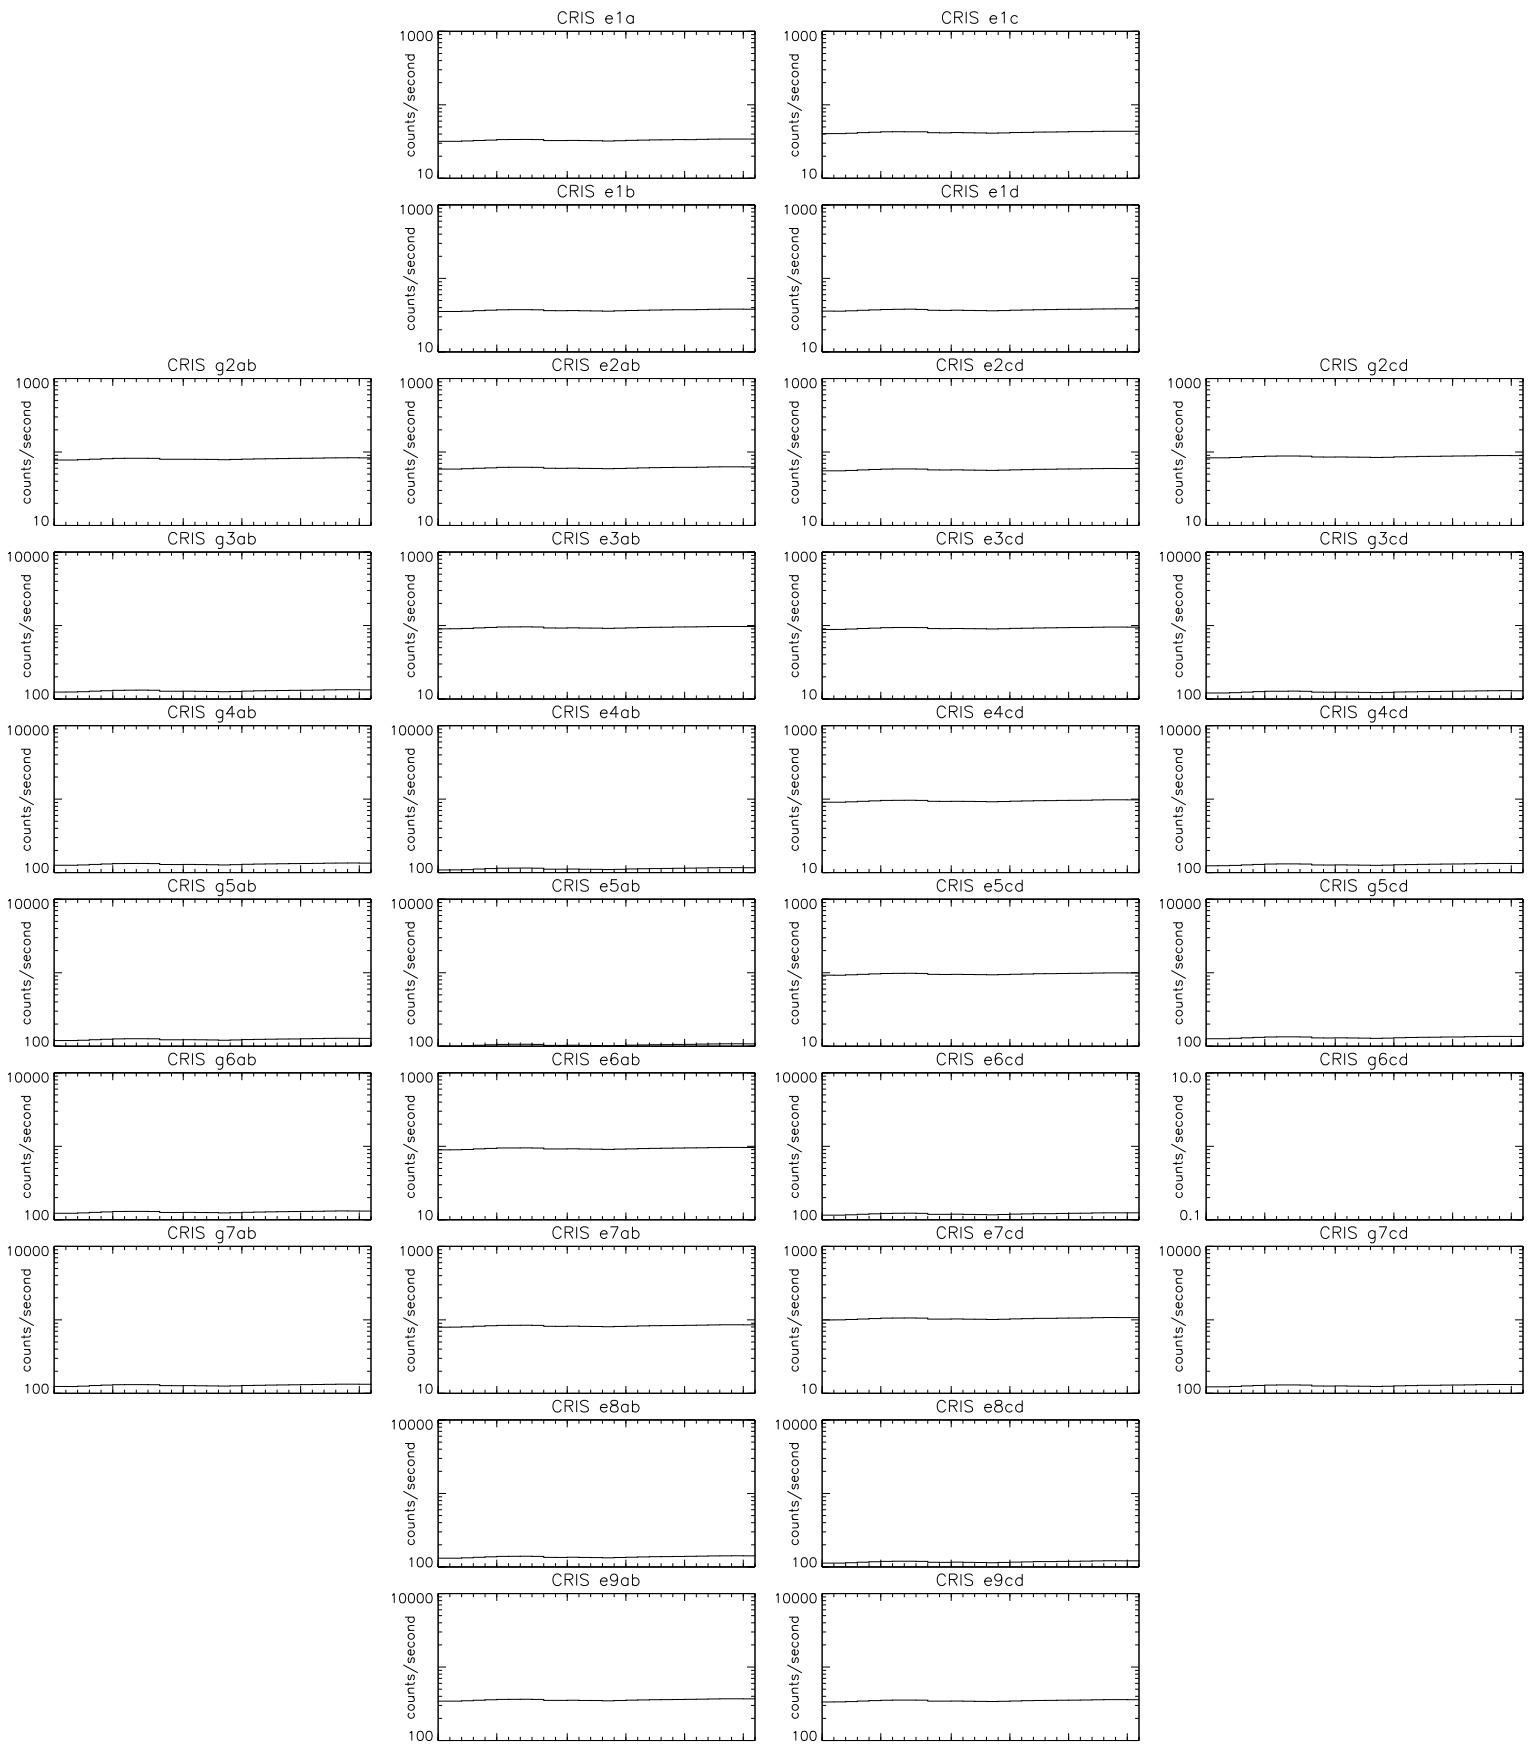 CRIS e1a
CRIS e1c
1000
counts/second
10
1000
counts/second
10
CRIS e1b
CRIS e1d
1000
counts/second
10
1000
counts/second
10
CRIS g2ab
CRIS e2ab
CRIS e2cd
CRIS g2cd
1000
counts/second
10
1000
counts/second
10
1000
counts/second
10
1000
counts/second
10
CRIS g3ab
CRIS e3ab
CRIS e3cd
CRIS g3cd
10000
counts/second
100
1000
counts/second
10
1000
counts/second
10
10000
counts/second
100
CRIS g4ab
CRIS e4ab
CRIS e4cd
CRIS g4cd
10000
counts/second
100
10000
counts/second
100
1000
counts/second
10
10000
counts/second
100
CRIS g5ab
CRIS e5ab
CRIS e5cd
CRIS g5cd
10000
counts/second
100
10000
counts/second
100
1000
counts/second
10
10000
counts/second
100
CRIS g6ab
CRIS e6ab
CRIS e6cd
CRIS g6cd
10000
counts/second
100
1000
counts/second
10
10000
counts/second
100
10.0
counts/second
0.1
CRIS g7ab
CRIS e7ab
CRIS e7cd
CRIS g7cd
10000
counts/second
100
1000
counts/second
10
1000
counts/second
10
10000
counts/second
100
CRIS e8ab
CRIS e8cd
10000
counts/second
100
10000
counts/second
100
CRIS e9ab
CRIS e9cd
10000
counts/second
100
10000
counts/second
100